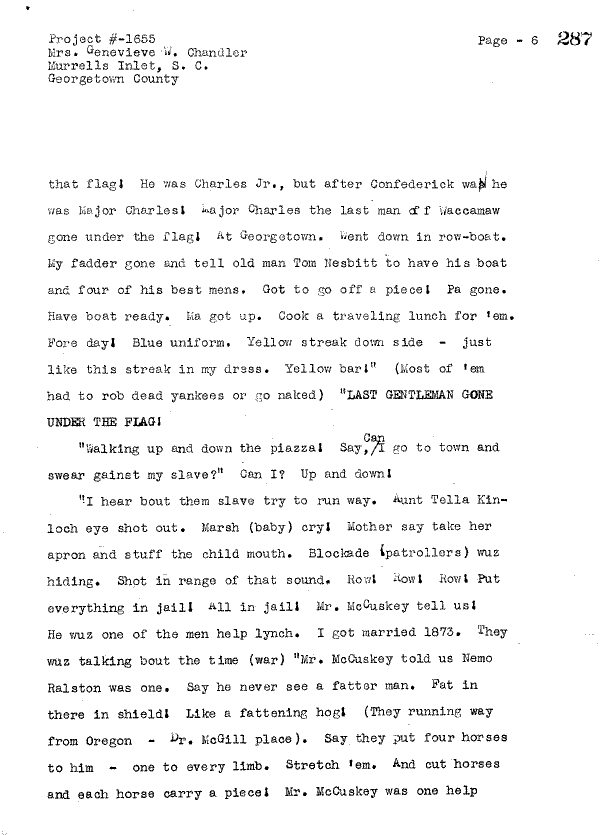 Project #-1655
Mrs. Genevieve W. Chandler
Murrells Inlet, S. C.
Georgetown County
Page - 6 287
that flag! He was Charles Jr., but after Confederick wah he
was Major Charles! Major Charles the last man off Waccamaw
gone under the flag! At Georgetown. Went down in row-boat.
My fadder gone and tell old man Tom Nesbitt to have his boat
and four of his best mens. Got to go off a piece! Pa gone.
Have boat ready. Ma got up. Cook a traveling lunch for 'em.
Fore day! Blue uniform. Yellow streak down side - just
like this streak in my dress. Yellow bar!" (Most of 'em
had to rob dead yankees or go naked) "LAST GENTLEMAN GONE
UNDER THE FLAG!
"Walking up and down the piazza! Say, Can I go to town and
swear gainst my slave?" Can I? Up and down!
"I hear bout them slave try to run way. Aunt Tella Kin-
loch eye shot out. Marsh (baby) cry! Mother say take her
apron and stuff the child mouth. Blockade (patrollers) wuz
hiding. Shot in range of that sound. Row! Row! Row! Put
everything in jail! All in jail! Mr. McCuskey tell us!
He wuz one of the men help lynch. I got married 1873. They
wuz talking bout the time (war) "Mr. McCuskey told us Nemo
Ralston was one. Say he never see a fatter man. Fat in
there in shield! Like a fattening hog! (They running way
from Oregon - Dr. McGill place). Say they put four horses
to him - one to every limb. Stretch 'em. And cut horses
and each horse carry a piece! Mr. McCuskey was one help